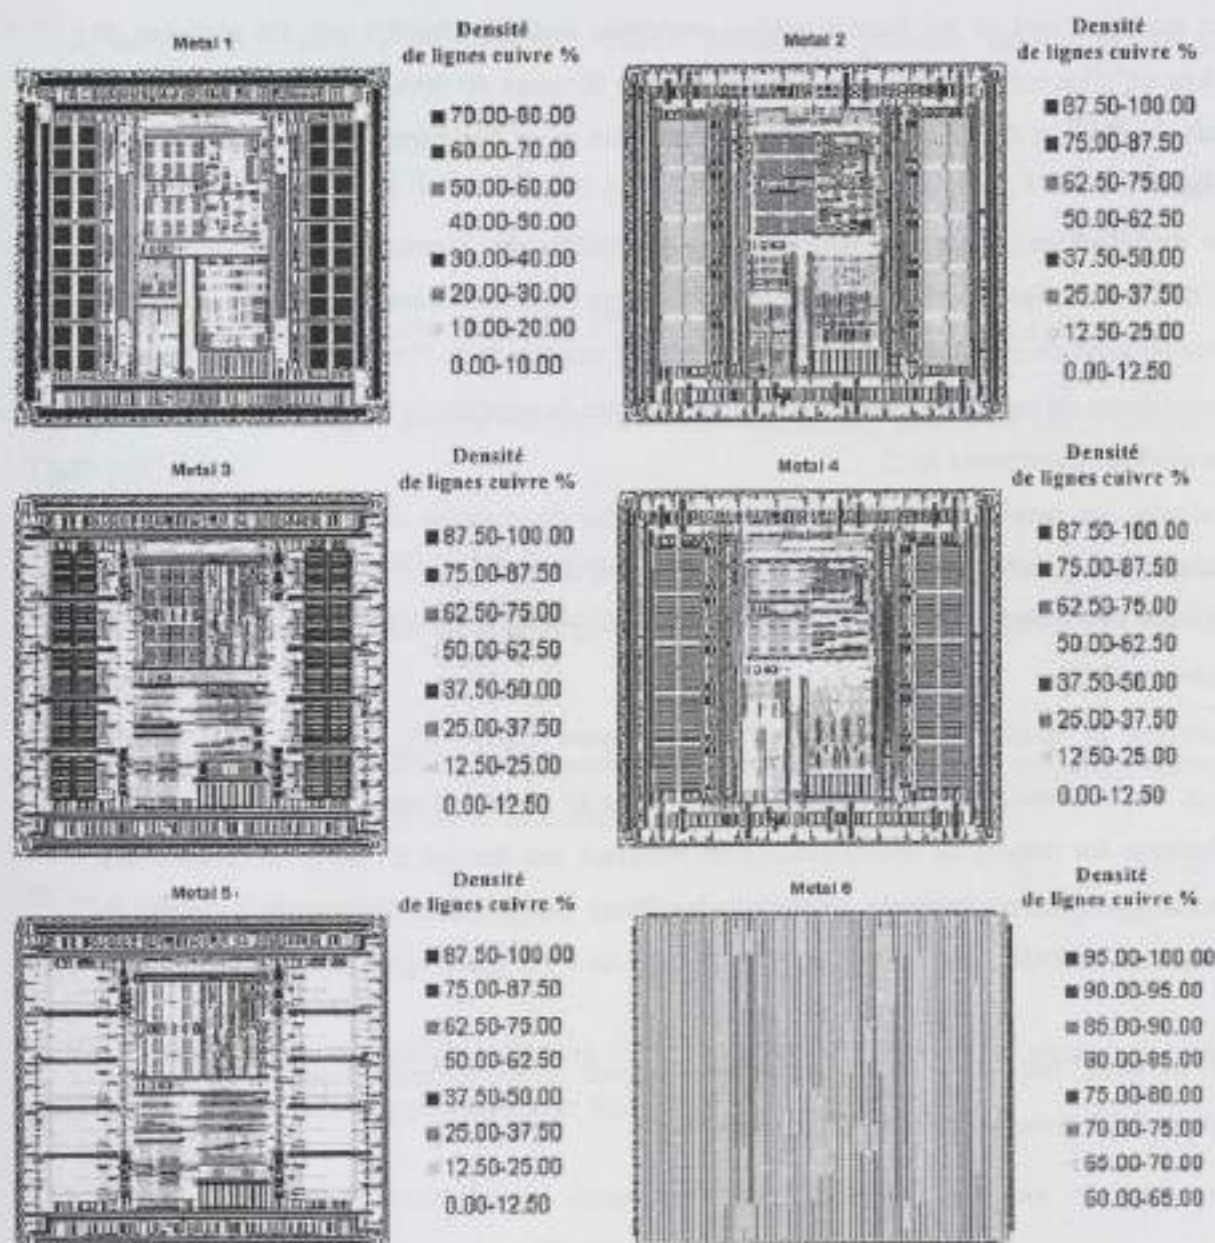 Metal 1
Densité
de lignes cuivre %
70.00-80.00
60.00-70.00
50.00-60.00
40.00-50.00
30.00-40.00
20.00-30.00
10.00-20.00
0.00-10.00
Metal 2
Densité
de lignes cuivre %
87.50-100.00
75.00-87.50
62.50-75.00
50.00-62.50
37.50-50.00
25.00-37.50
12.50-25.00
0.00-12.50
Metal 3
Densité
de lignes cuivre %
87.50-100.00
75.00-87.50
62.50-75.00
50.00-62.50
37.50-50.00
25.00-37.50
12.50-25.00
0.00-12.50
Metal 4
Densité
de lignes cuivre %
87.50-100.00
75.00-87.50
62.50-75.00
50.00-62.50
37.50-50.00
25.00-37.50
12.50-25.00
0.00-12.50
Metal 5
Densité
de lignes cuivre %
87.50-100.00
75.00-87.50
62.50-75.00
50.00-62.50
37.50-50.00
25.00-37.50
12.50-25.00
0.00-12.50
Metal 6
Densité
de lignes cuivre %
95.00-100.00
90.00-95.00
85.00-90.00
80.00-85.00
75.00-80.00
70.00-75.00
65.00-70.00
60.00-65.00